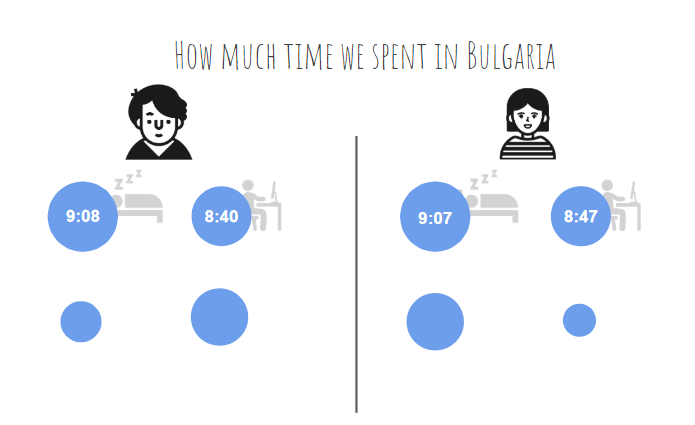 How much time we spent in Bulgaria
z z z
z z z
9:08
8:40
9:07
8:47